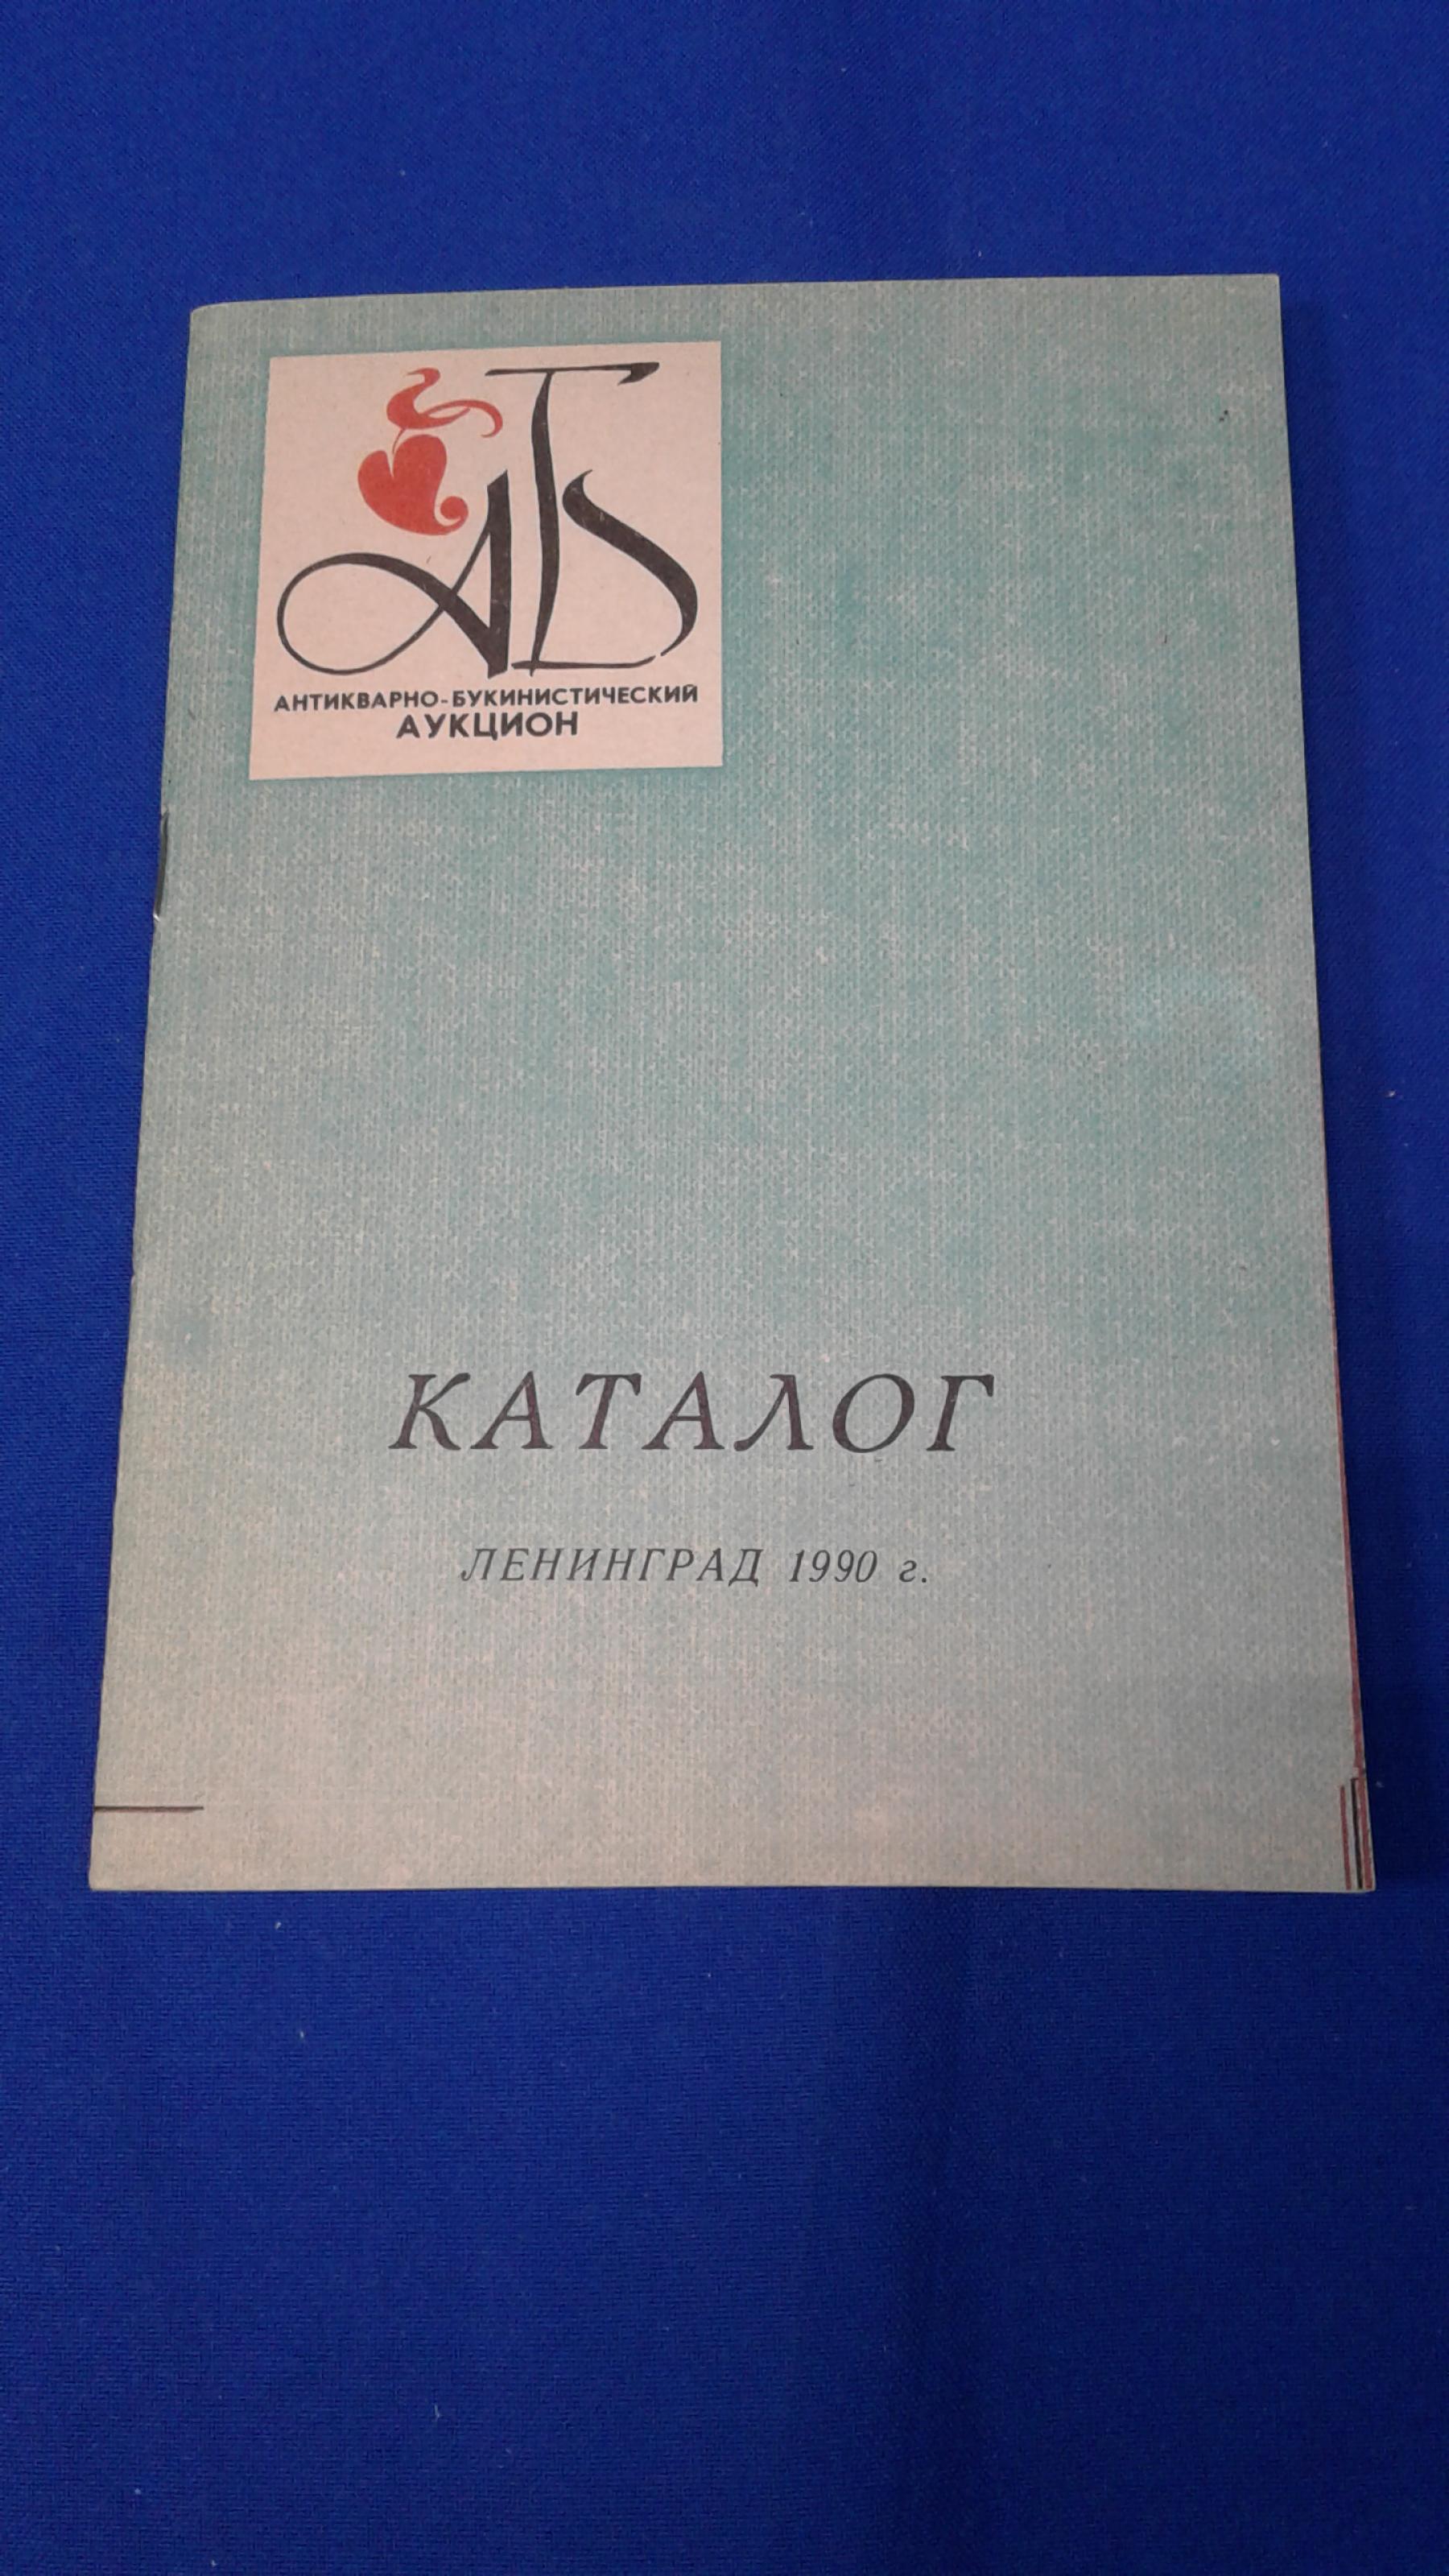 АБ
АНТИКВАРНО-БУКИНИСТИЧЕСКИЙ
АУКЦИОН
КАТАЛОГ
ЛЕНИНГРАД 1990 г.